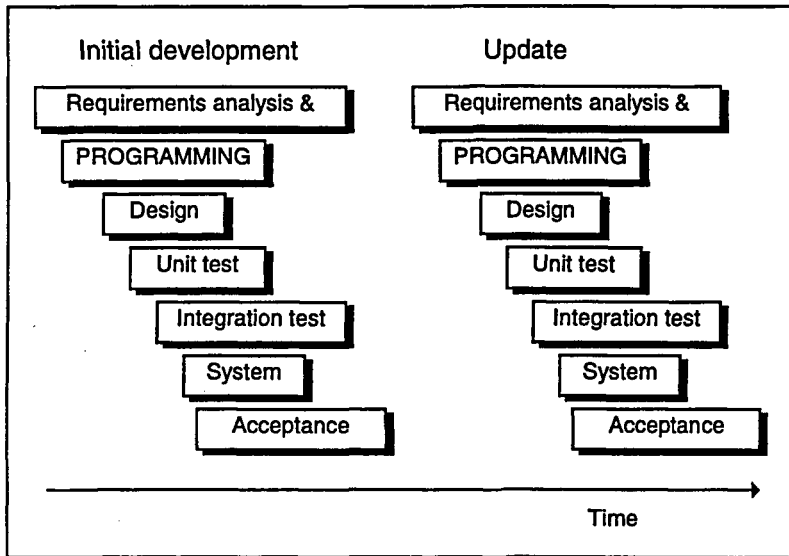 Initial development
Requirements analysis &
PROGRAMMING
Design
Unit test
Integration test
System
Acceptance
Update
Requirements analysis &
PROGRAMMING
Design
Unit test
Integration test
System
Acceptance
Time